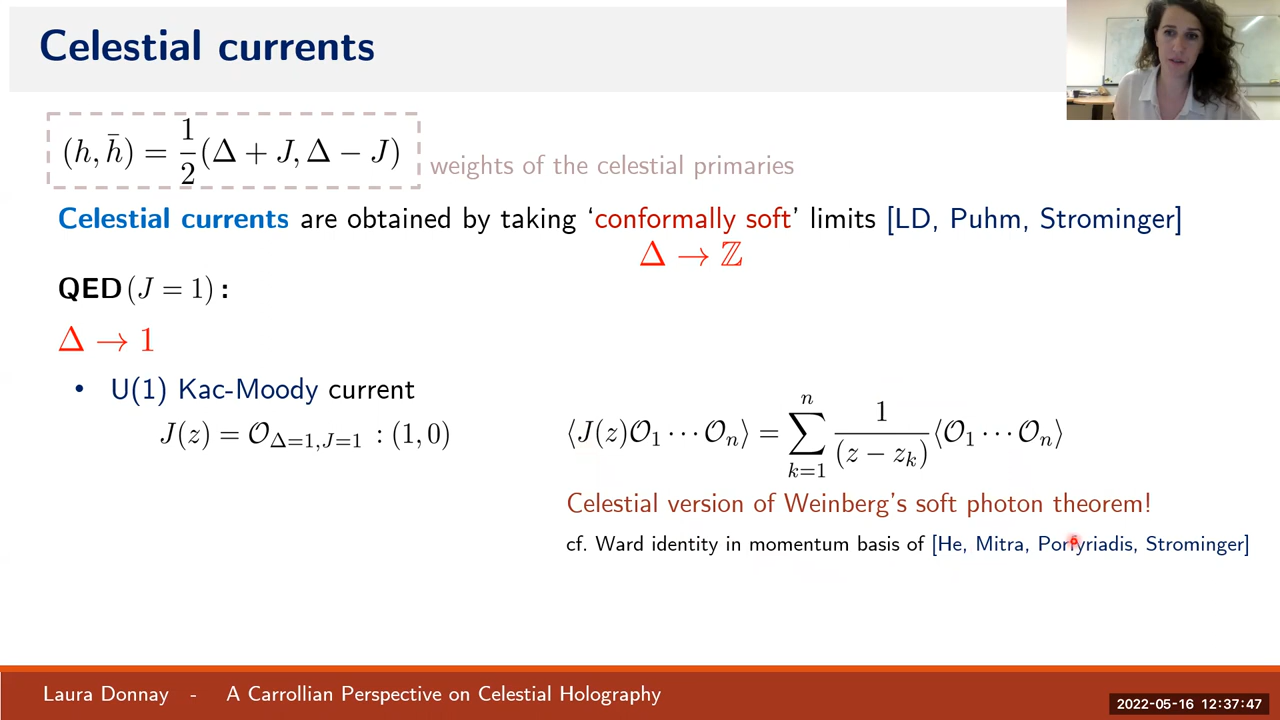 Celestial currents
(h, h̄) = 1/2 (Δ + J, Δ − J)
weights of the celestial primaries
Celestial currents are obtained by taking ‘conformally soft’ limits [LD, Puhm, Strominger]
Δ → ℤ
QED (J = 1) :
Δ → 1
• U(1) Kac-Moody current
J(z) = 𝒪_{Δ=1,J=1} : (1, 0)
⟨J(z)𝒪_1 ⋯ 𝒪_n⟩ = ∑_{k=1}^{n} 1/(z − z_k) ⟨𝒪_1 ⋯ 𝒪_n⟩
Celestial version of Weinberg's soft photon theorem!
cf. Ward identity in momentum basis of [He, Mitra, Porfyriadis, Strominger]
Laura Donnay - A Carrollian Perspective on Celestial Holography
2022-05-16 12:37:47